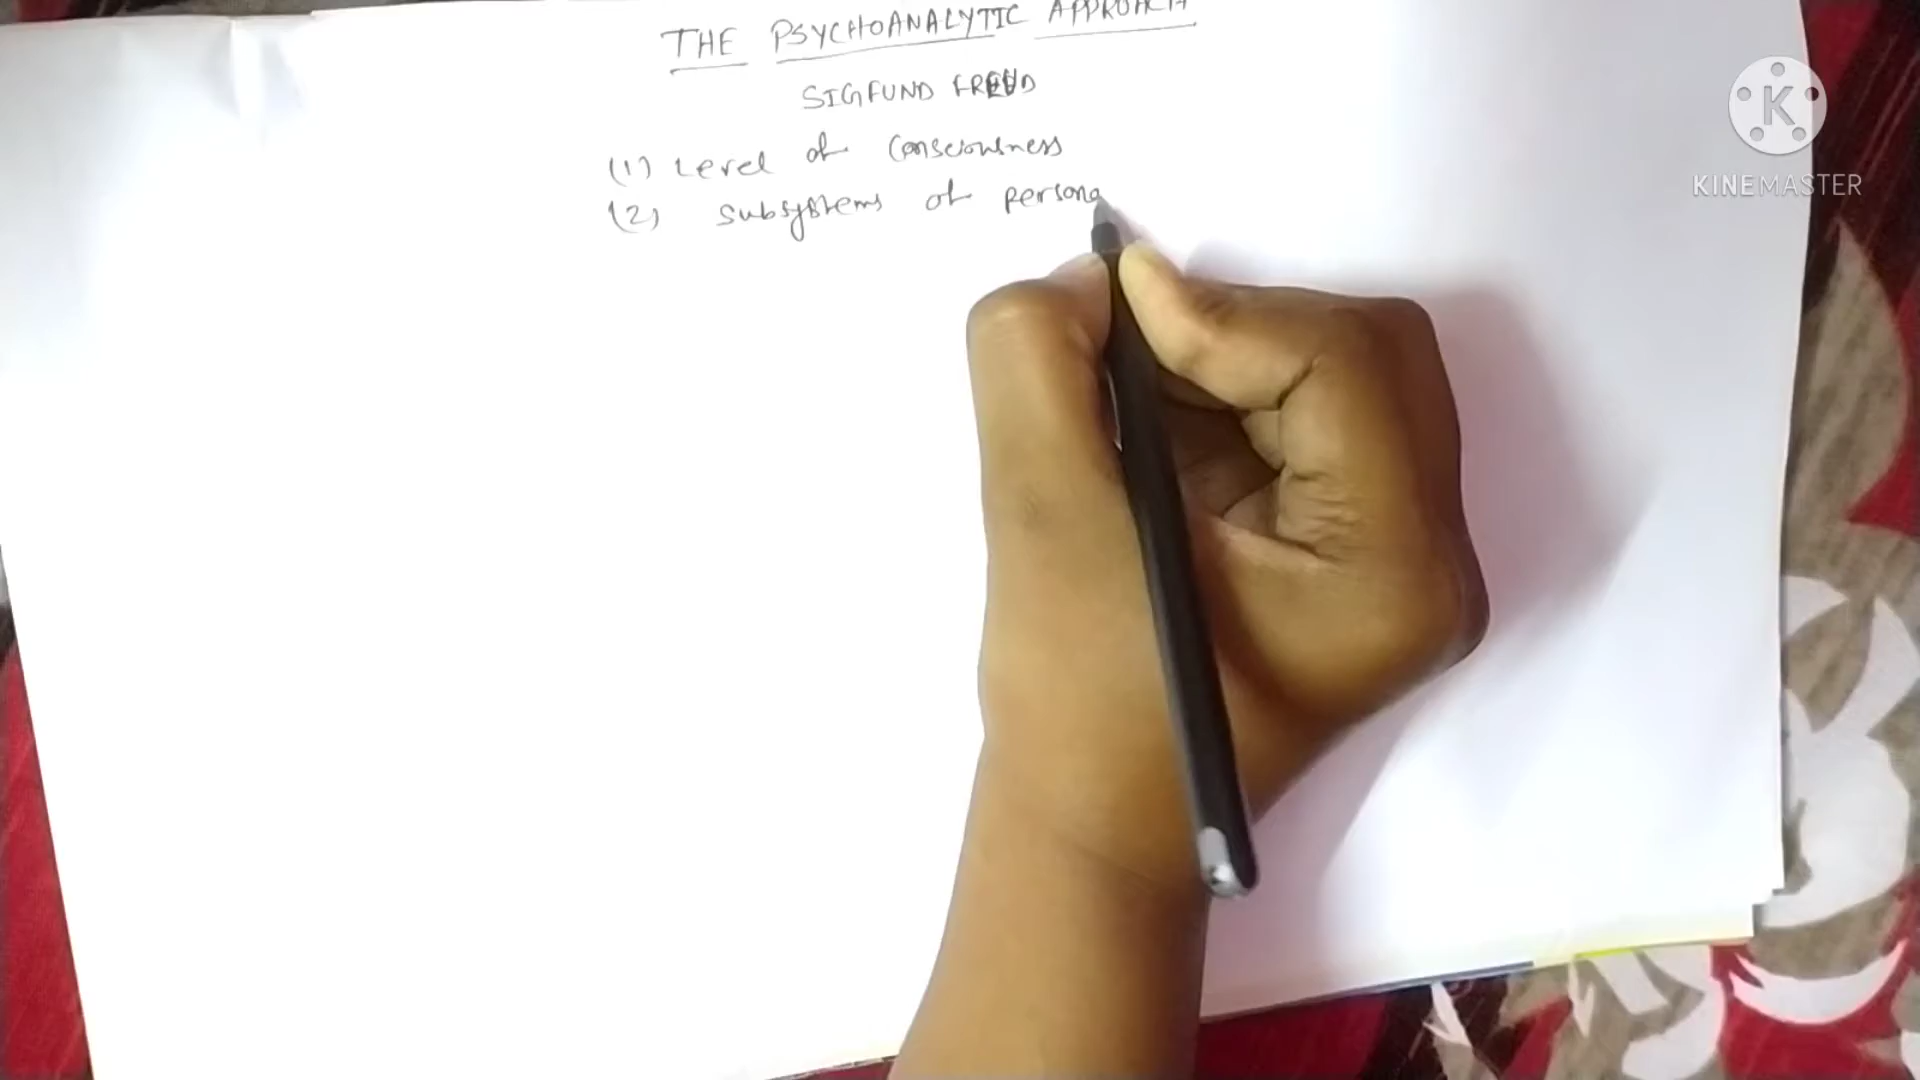 THE PSYCHOANALYTIC APPROACH
SIGFUND FREUD
(1) Level of Consciousness
(2) subsystems of persona
KINEMASTER